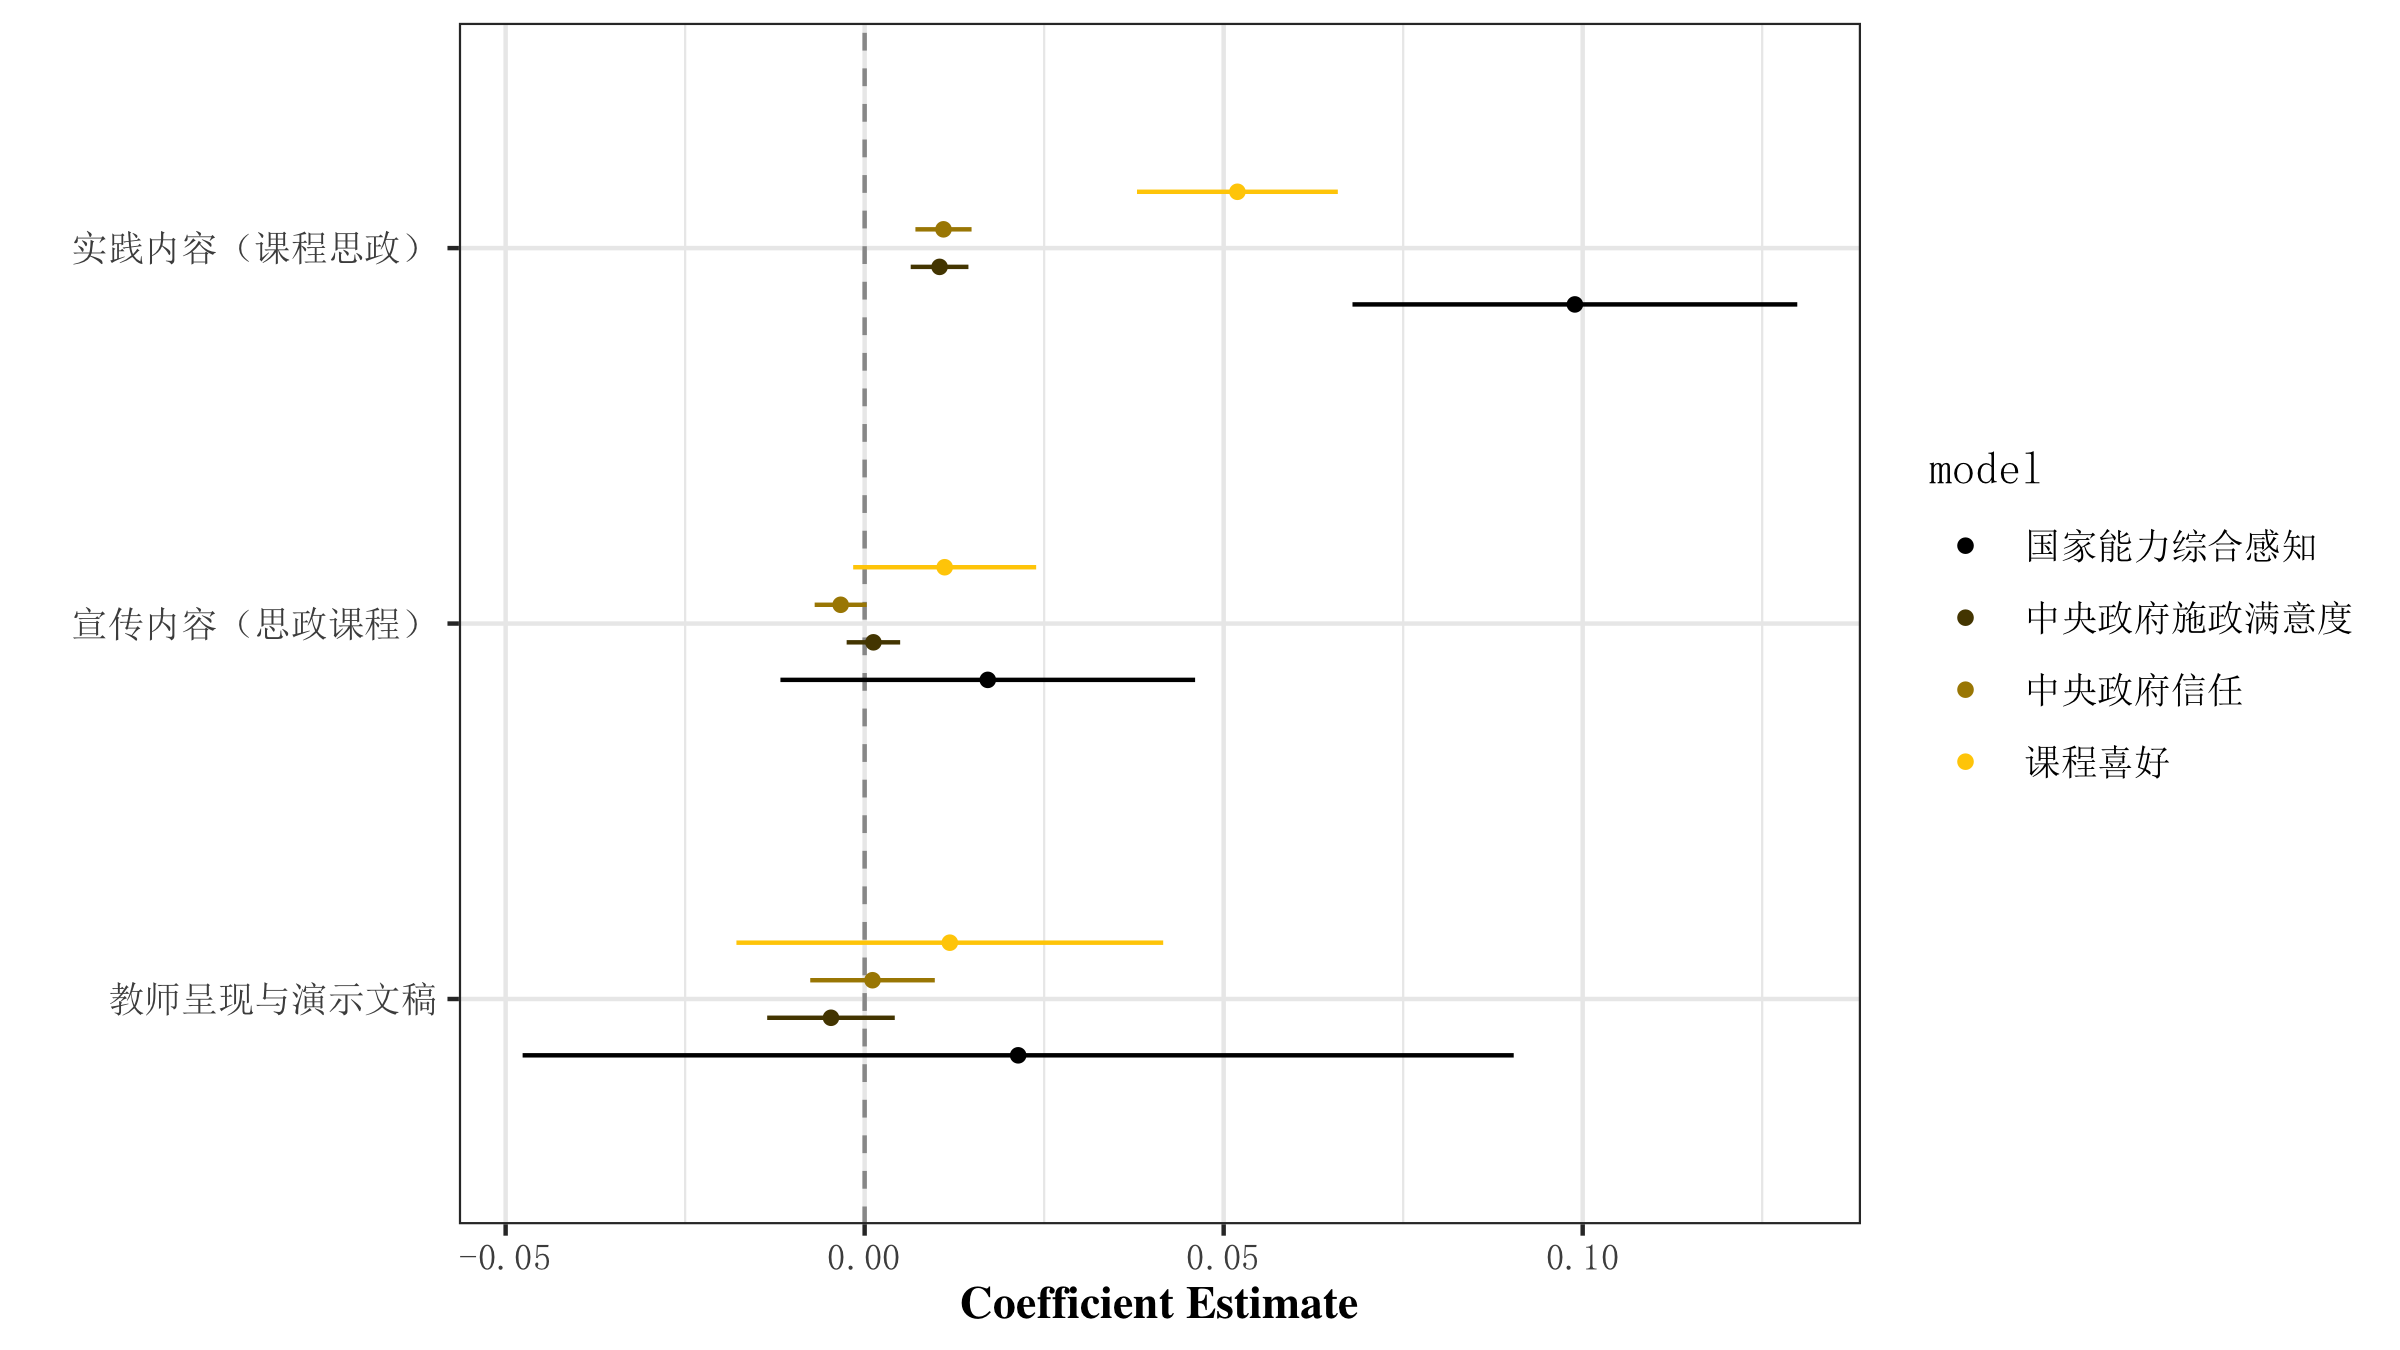 实践内容（课程思政）
宣传内容（思政课程）
教师呈现与演示文稿
-0.05
0.00
0.05
0.10
Coefficient Estimate
model
国家能力综合感知
中央政府施政满意度
中央政府信任
课程喜好